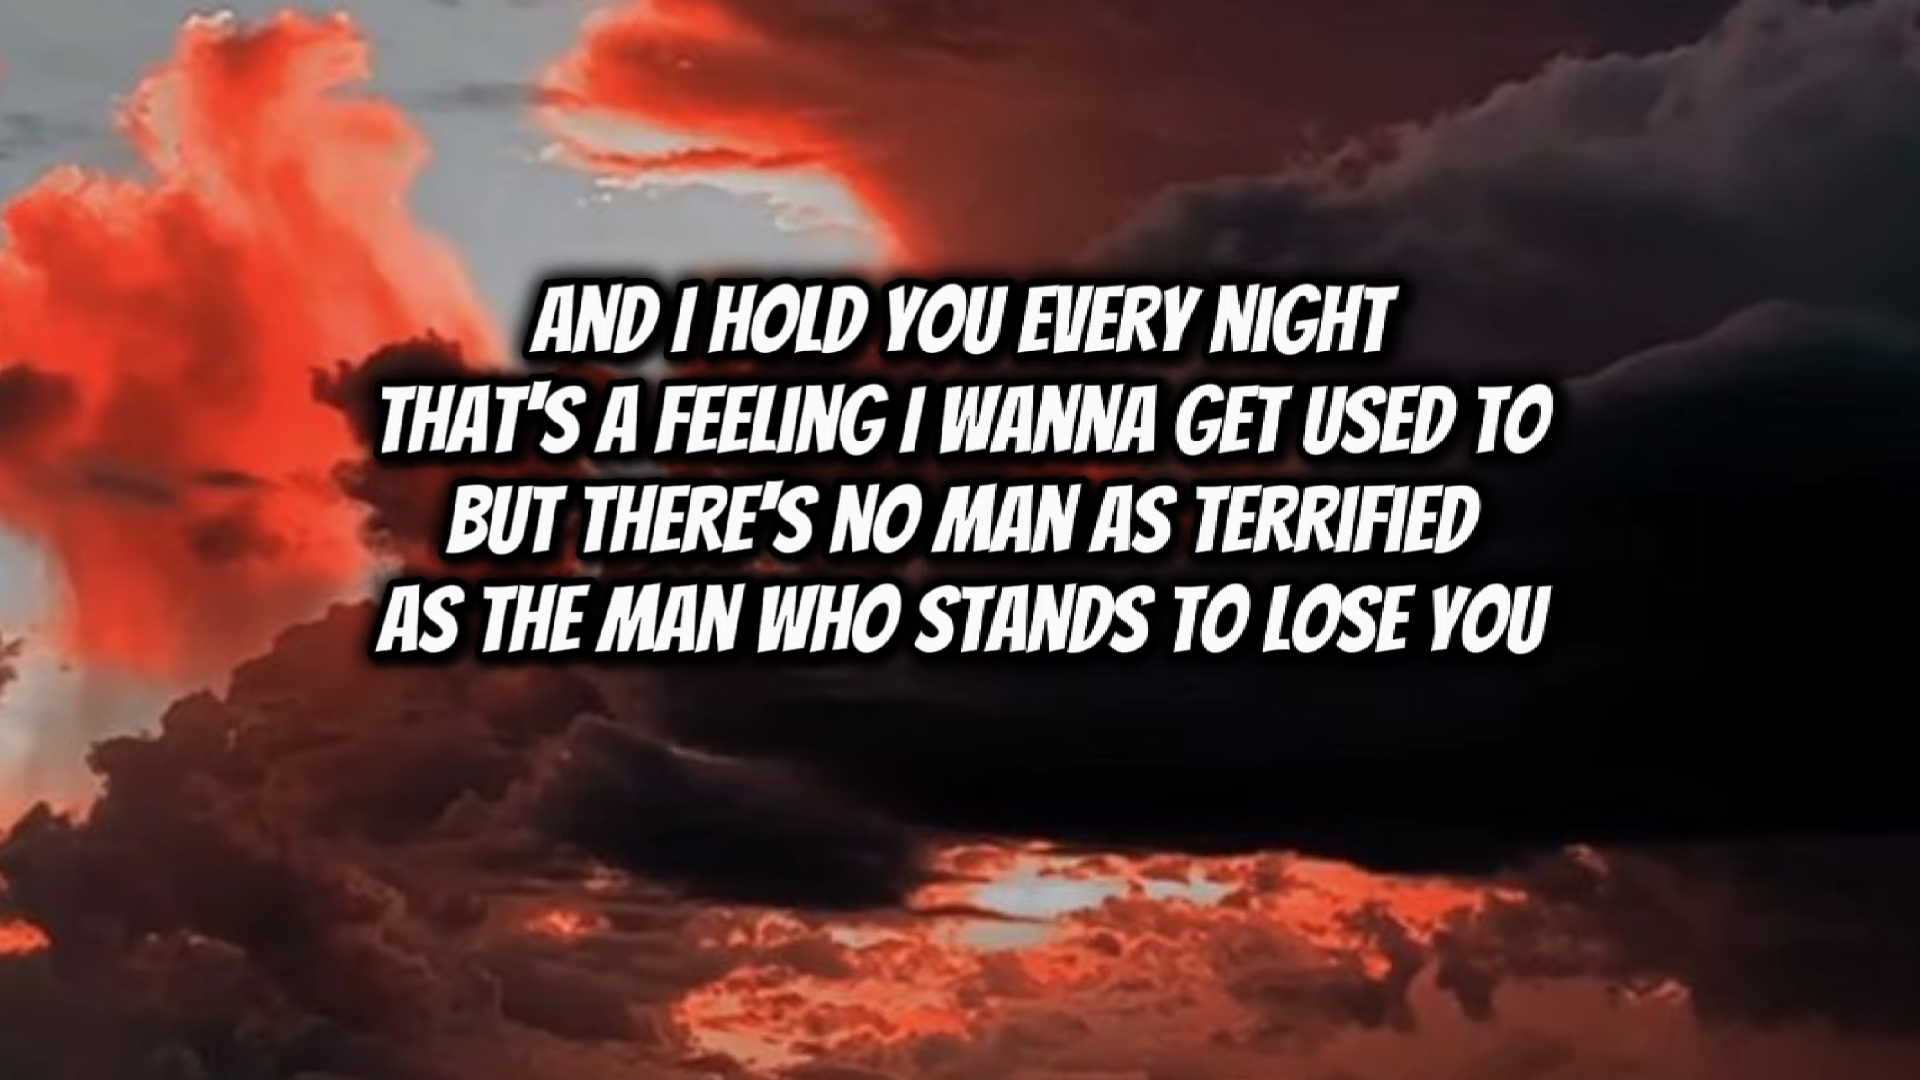 AND I HOLD YOU EVERY NIGHT
THAT'S A FEELING I WANNA GET USED TO
BUT THERE'S NO MAN AS TERRIFIED
AS THE MAN WHO STANDS TO LOSE YOU